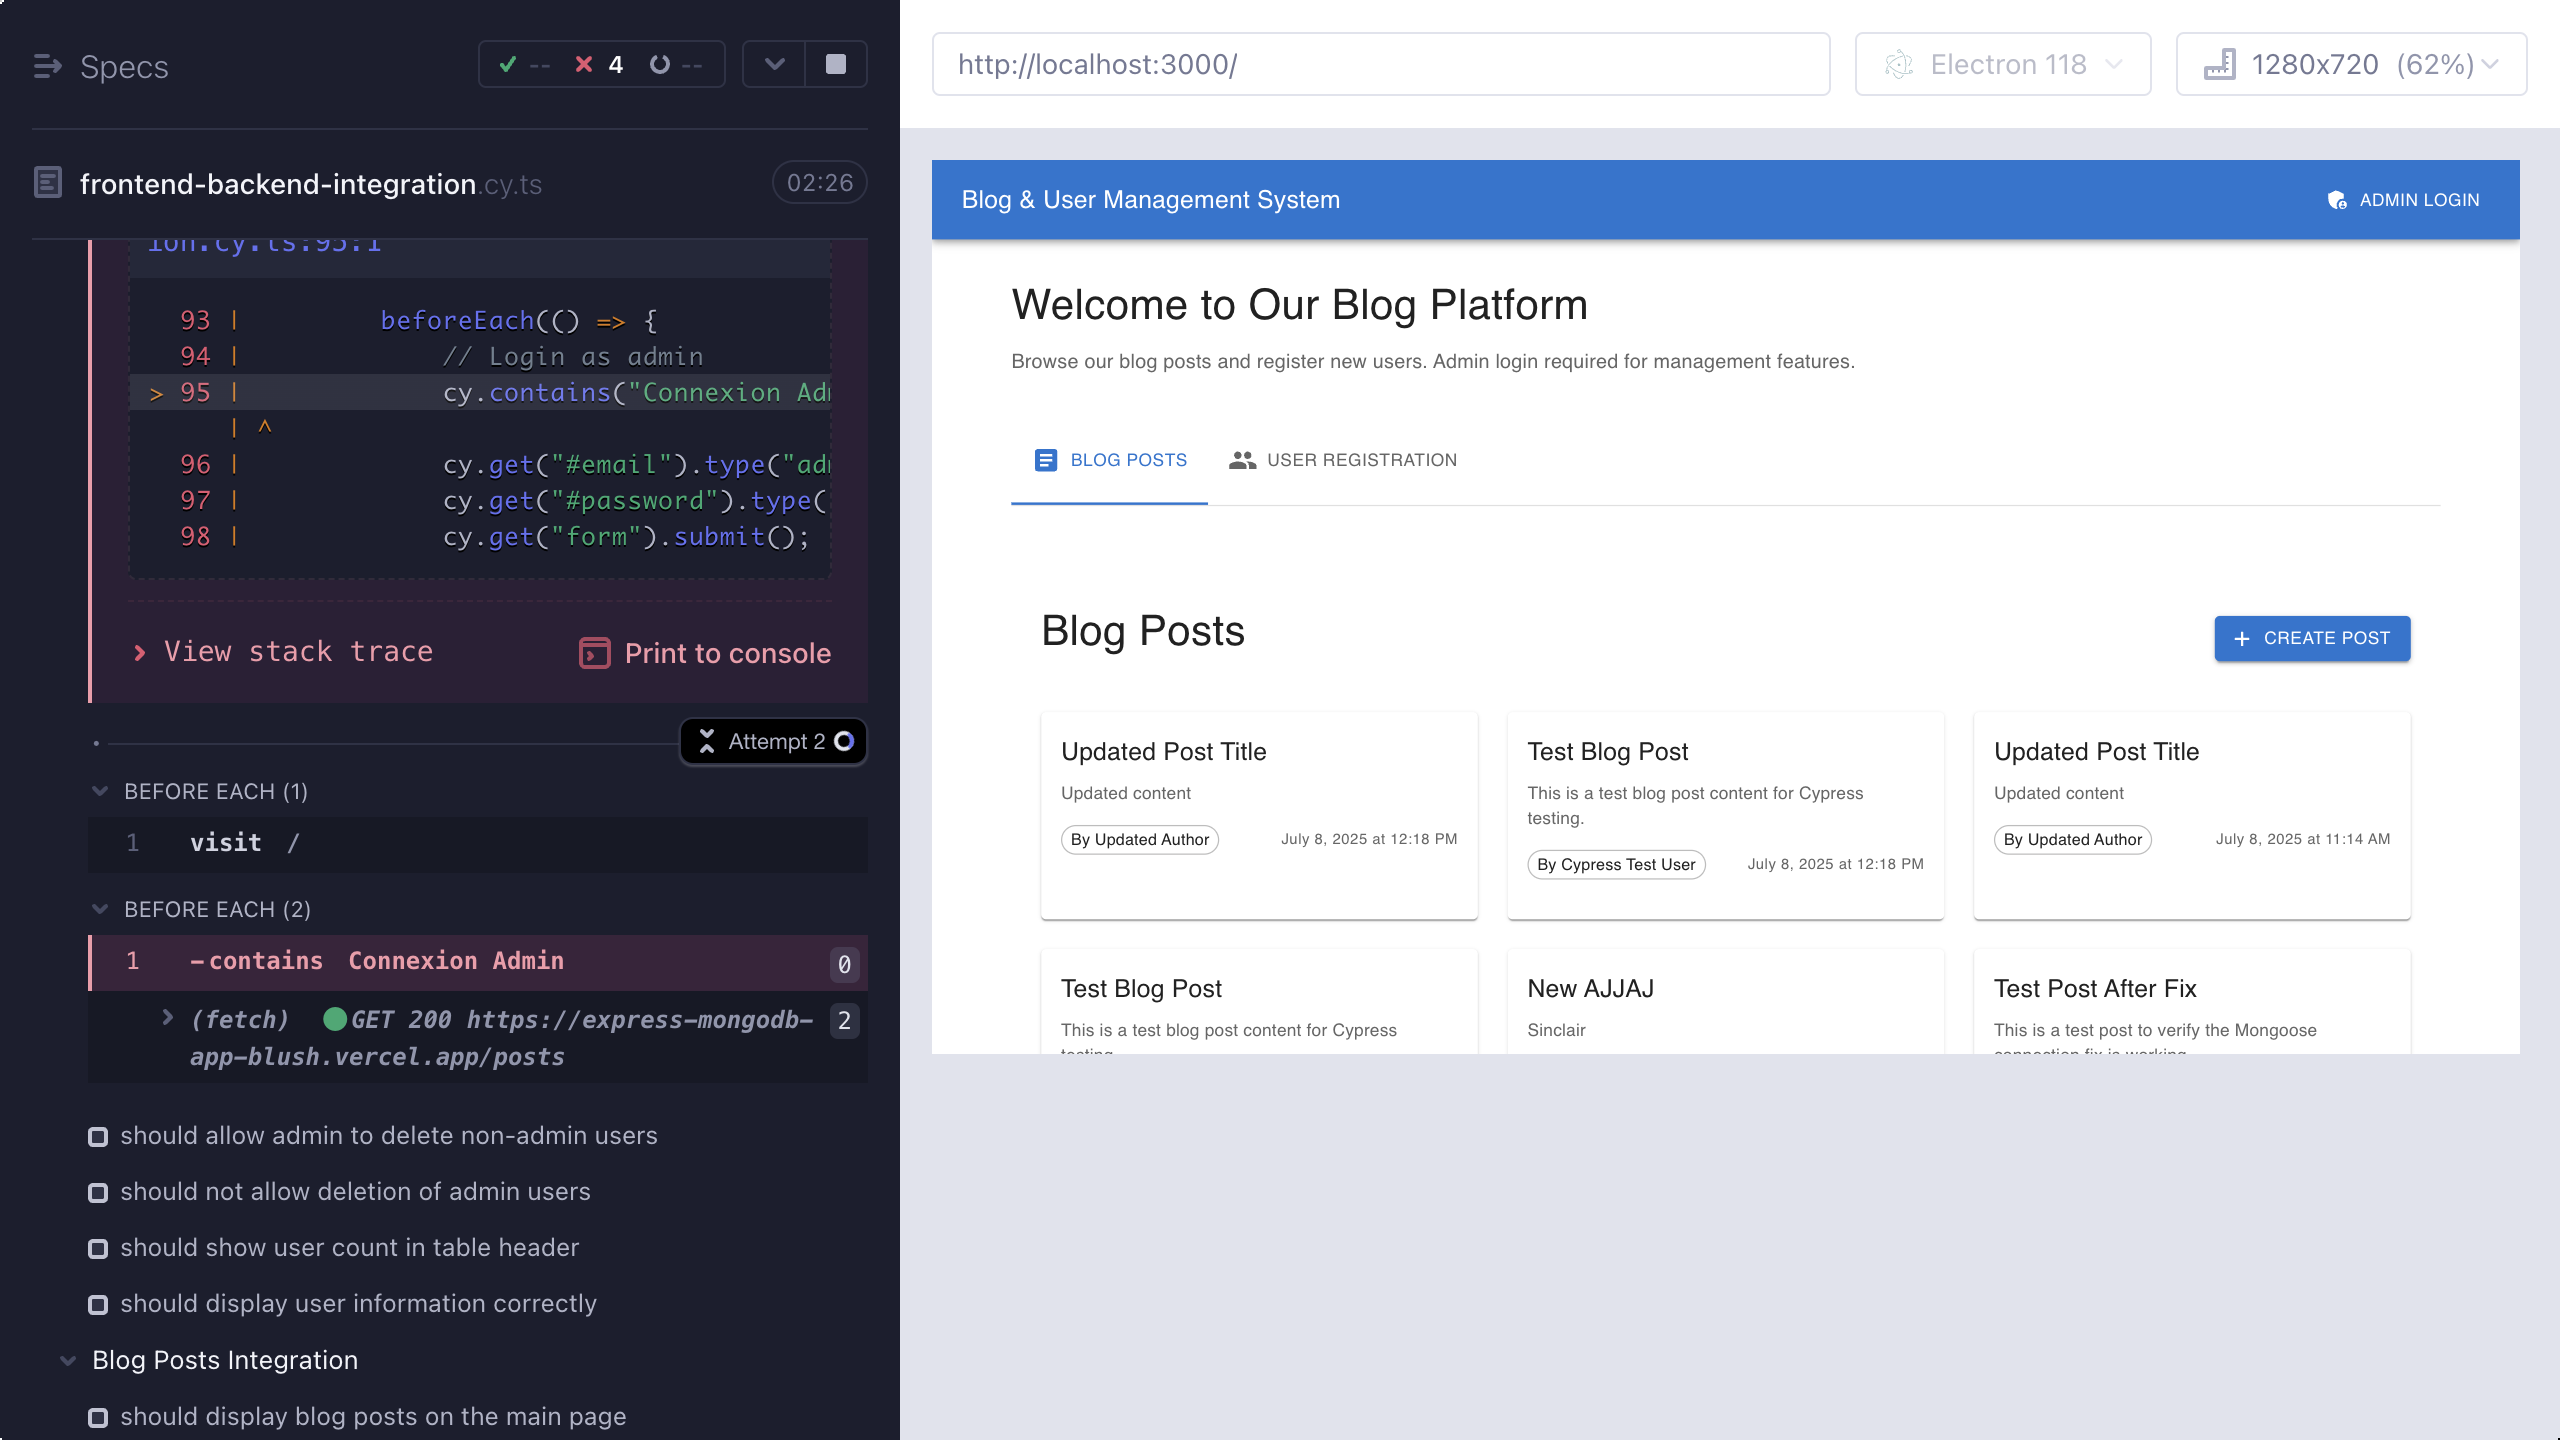 Specs
-- 4 --
frontend-backend-integration.cy.ts 02:26
ion.cy.ts:95:1
93 | beforeEach(() => {
94 | // Login as admin
> 95 | cy.contains("Connexion Adm
| ^
96 | cy.get("#email").type("adm
97 | cy.get("#password").type(
98 | cy.get("form").submit();
View stack trace
Print to console
Attempt 2
BEFORE EACH (1)
1 visit /
BEFORE EACH (2)
1 -contains Connexion Admin 0
(fetch) GET 200 https://express-mongodb- 2
app-blush.vercel.app/posts
should allow admin to delete non-admin users
should not allow deletion of admin users
should show user count in table header
should display user information correctly
Blog Posts Integration
should display blog posts on the main page
http://localhost:3000/
Electron 118
1280x720 (62%)
Blog & User Management System
ADMIN LOGIN
Welcome to Our Blog Platform
Browse our blog posts and register new users. Admin login required for management features.
BLOG POSTS
USER REGISTRATION
Blog Posts
+ CREATE POST
Updated Post Title
Updated content
By Updated Author July 8, 2025 at 12:18 PM
Test Blog Post
This is a test blog post content for Cypress
testing.
By Cypress Test User July 8, 2025 at 12:18 PM
Updated Post Title
Updated content
By Updated Author July 8, 2025 at 11:14 AM
Test Blog Post
This is a test blog post content for Cypress
testing.
New AJJAJ
Sinclair
Test Post After Fix
This is a test post to verify the Mongoose
connection fix is working.